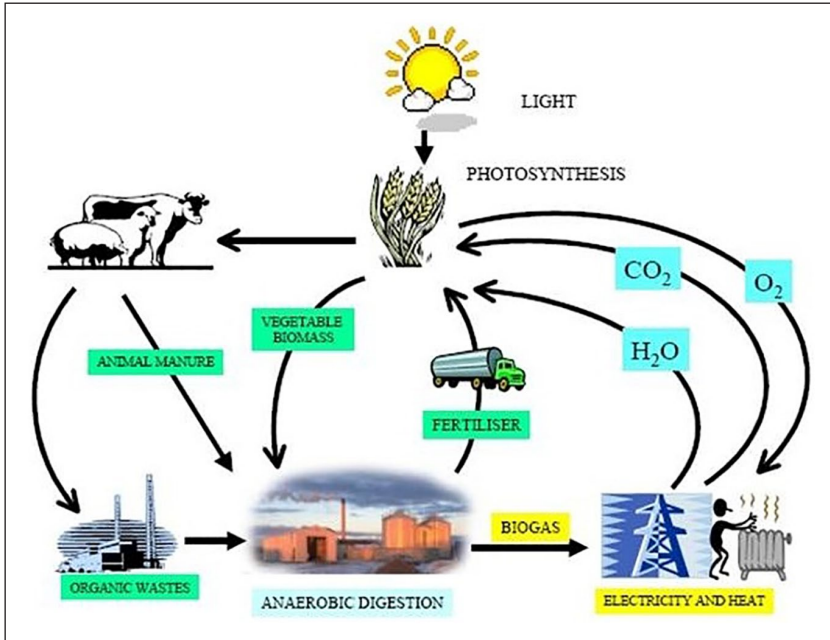 LIGHT
PHOTOSYNTHESIS
CO₂
O₂
H₂O
VEGETABLE
BIOMASS
ANIMAL MANURE
FERTILISER
BIOGAS
ORGANIC WASTES
ANAEROBIC DIGESTION
ELECTRICITY AND HEAT